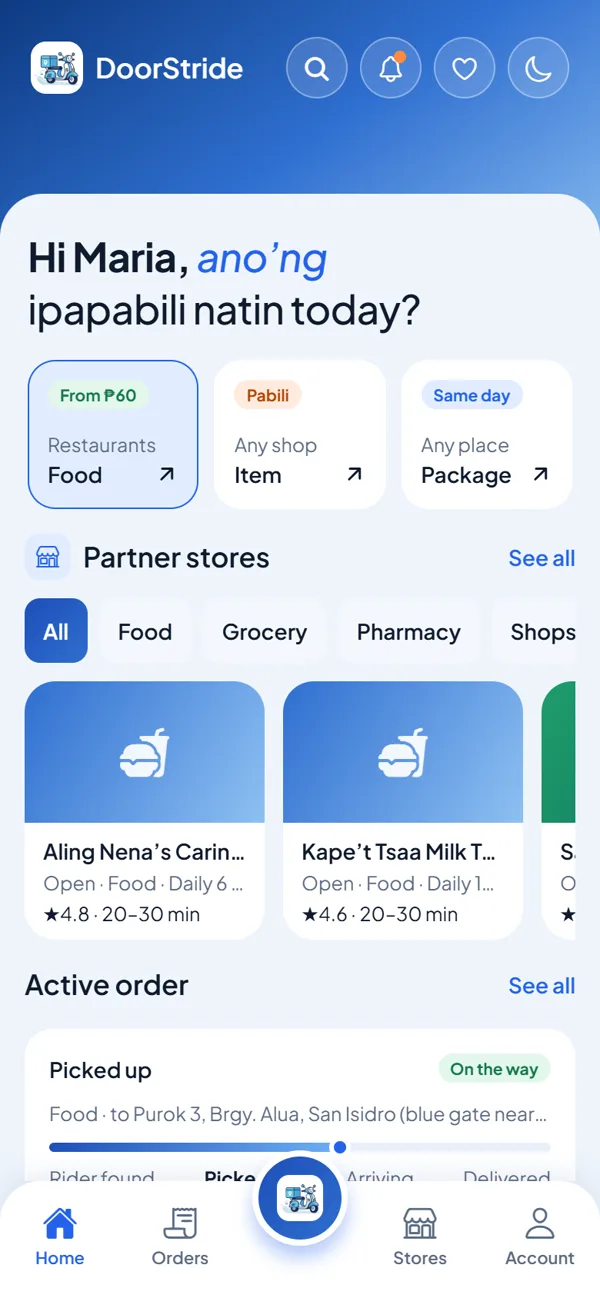 DoorStride
Hi Maria, ano’ng
ipapabili natin today?
From ₱60
Restaurants
Food
Pabili
Any shop
Item
Same day
Any place
Package
Partner stores
See all
All
Food
Grocery
Pharmacy
Shops
Aling Nena’s Carin...
Open · Food · Daily 6 ...
★4.8 · 20–30 min
Kape’t Tsaa Milk T...
Open · Food · Daily 1...
★4.6 · 20–30 min
Active order
See all
Picked up
On the way
Food · to Purok 3, Brgy. Alua, San Isidro (blue gate near...
Rider found
Arriving
Delivered
Home
Orders
Stores
Account